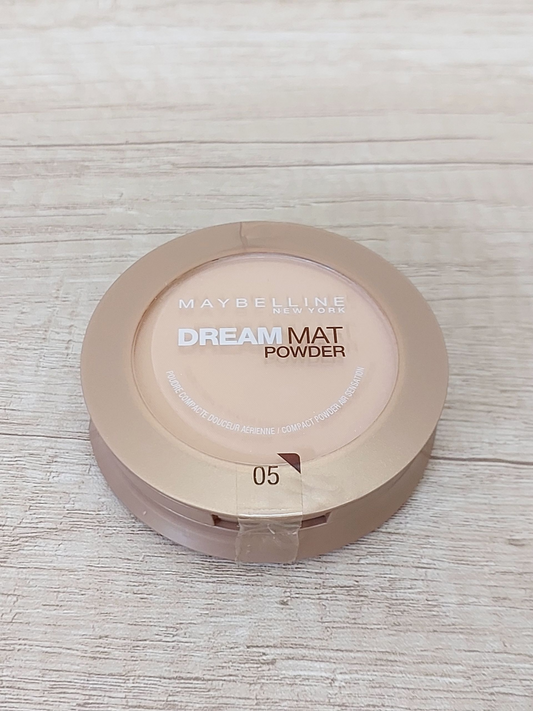 MAYBELLINE
NEW YORK
DREAM MAT
POWDER
POUDRE COMPACTE DOUCEUR AÉRIENNE / COMPACT POWDER AIR SENSATION
05